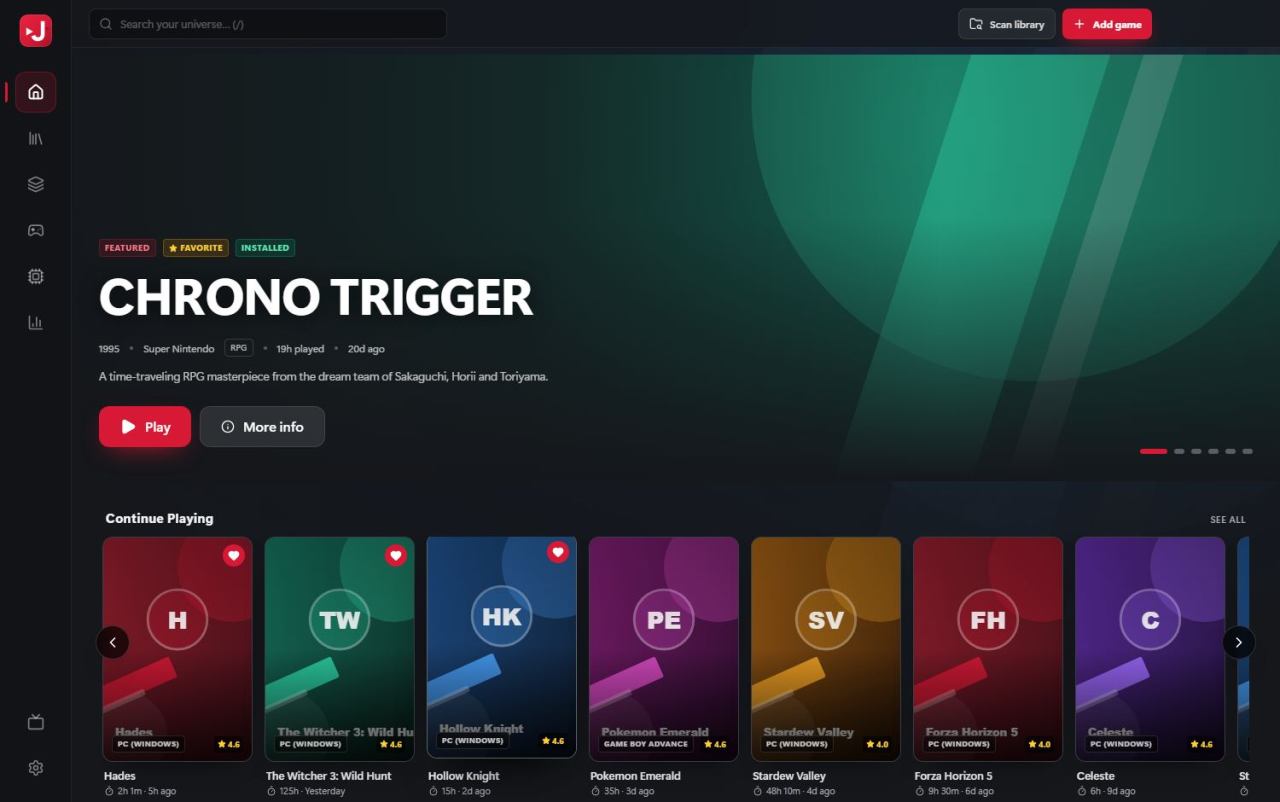 J
Search your universe... (/)
Scan library
Add game
FEATURED
FAVORITE
INSTALLED
CHRONO TRIGGER
1995 • Super Nintendo RPG • 19h played • 20d ago
A time-traveling RPG masterpiece from the dream team of Sakaguchi, Horii and Toriyama.
Play
More info
Continue Playing
SEE ALL
H
Hades
PC (WINDOWS)
4.6
Hades
2h 1m · 5h ago
TW
The Witcher 3: Wild Hu
PC (WINDOWS)
4.6
The Witcher 3: Wild Hunt
125h · Yesterday
HK
Hollow Knight
PC (WINDOWS)
4.6
Hollow Knight
15h · 2d ago
PE
Pokemon Emerald
GAME BOY ADVANCE
4.6
Pokemon Emerald
35h · 3d ago
SV
Stardew Valley
PC (WINDOWS)
4.0
Stardew Valley
48h 10m · 4d ago
FH
Forza Horizon 5
PC (WINDOWS)
4.0
Forza Horizon 5
9h 30m · 6d ago
C
Celeste
PC (WINDOWS)
4.6
Celeste
6h · 9d ago
St